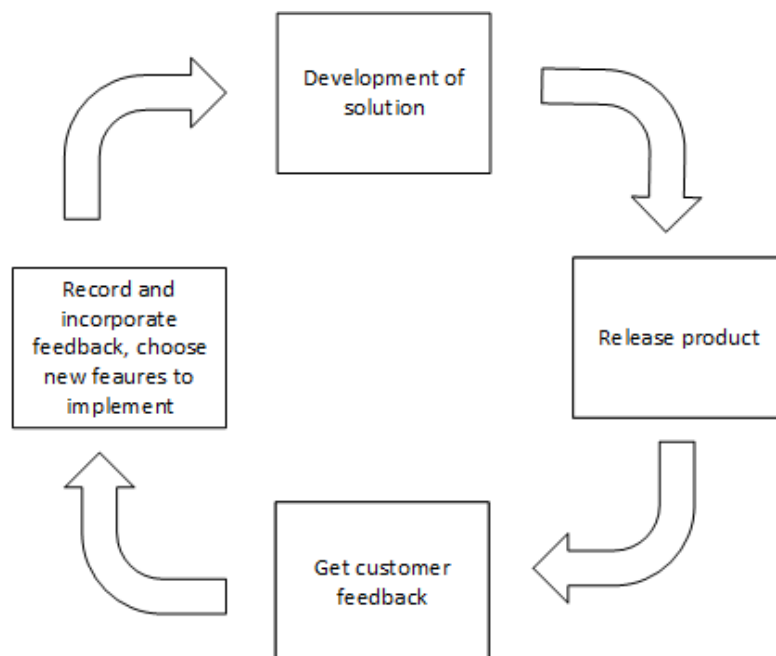 Development of
solution
Release product
Get customer
feedback
Record and
incorporate
feedback, choose
new feaures to
implement